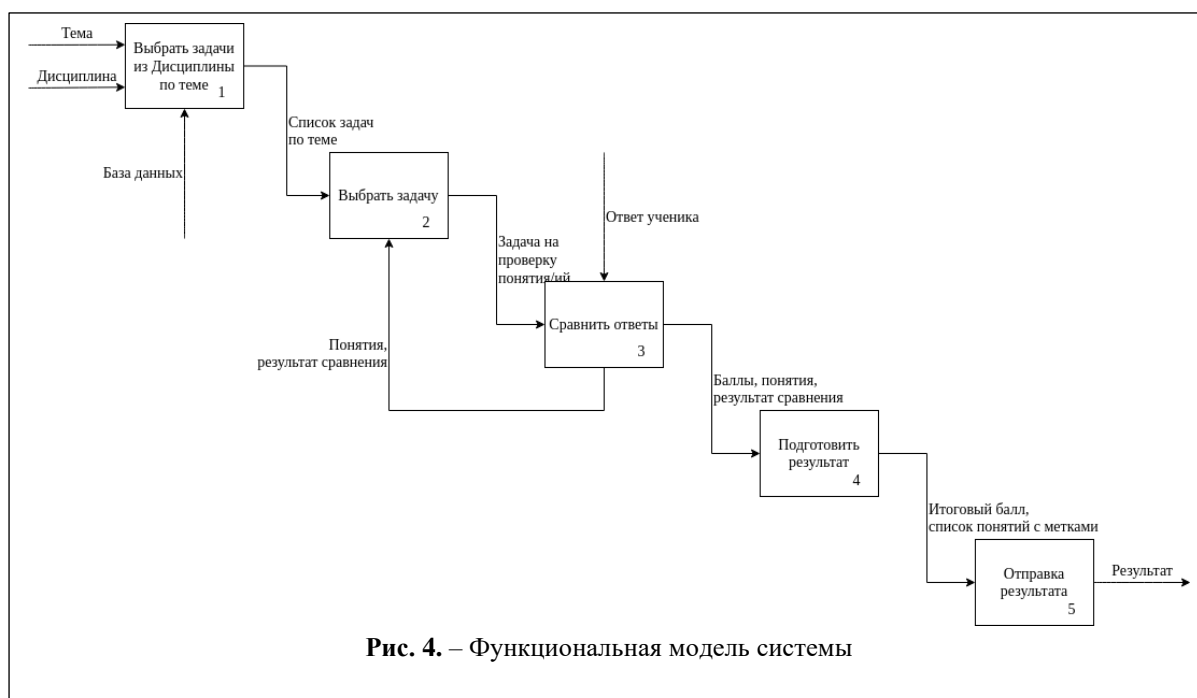 Тема
Дисциплина
Выбрать задачи
из Дисциплины
по теме
1
База данных
Список задач
по теме
Выбрать задачу
2
Ответ ученика
Задача на
проверку
понятия/ий
Сравнить ответы
3
Понятия,
результат сравнения
Баллы, понятия,
результат сравнения
Подготовить
результат
4
Итоговый балл,
список понятий с метками
Отправка
результата
5
Результат
Рис. 4. – Функциональная модель системы